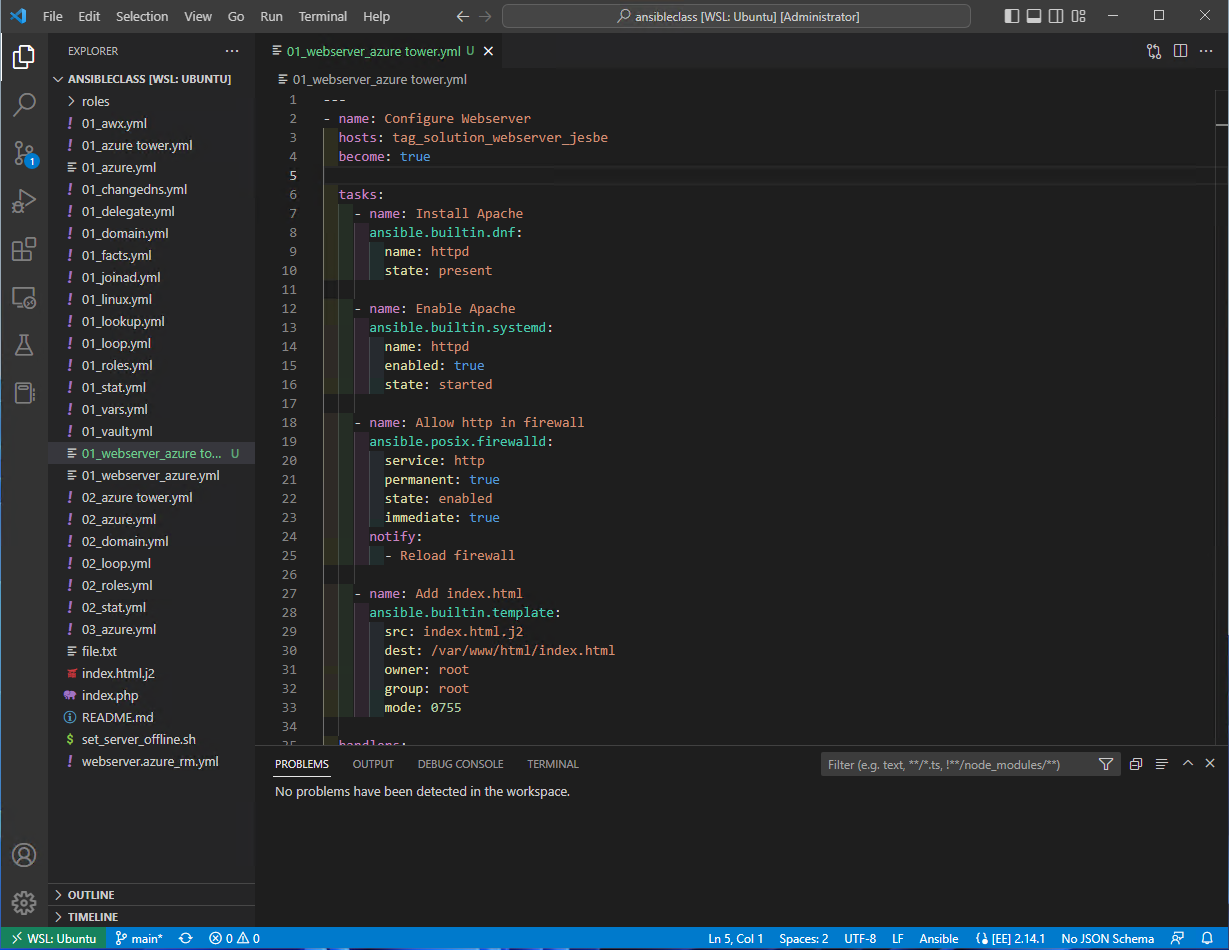 File Edit Selection View Go Run Terminal Help
ansibleclass [WSL: Ubuntu] [Administrator]
EXPLORER
ANSIBLECLASS [WSL: UBUNTU]
roles
! 01_awx.yml
! 01_azure tower.yml
01_azure.yml
! 01_changedns.yml
! 01_delegate.yml
! 01_domain.yml
! 01_facts.yml
! 01_joinad.yml
! 01_linux.yml
! 01_lookup.yml
! 01_loop.yml
! 01_roles.yml
! 01_stat.yml
! 01_vars.yml
! 01_vault.yml
01_webserver_azure to... U
01_webserver_azure.yml
! 02_azure tower.yml
! 02_azure.yml
! 02_domain.yml
! 02_loop.yml
! 02_roles.yml
! 02_stat.yml
! 03_azure.yml
file.txt
index.html.j2
index.php
README.md
$ set_server_offline.sh
! webserver.azure_rm.yml
OUTLINE
TIMELINE
01_webserver_azure tower.yml U
01_webserver_azure tower.yml
1 ---
2 - name: Configure Webserver
3 hosts: tag_solution_webserver_jesbe
4 become: true
5
6 tasks:
7 - name: Install Apache
8 ansible.builtin.dnf:
9 name: httpd
10 state: present
11
12 - name: Enable Apache
13 ansible.builtin.systemd:
14 name: httpd
15 enabled: true
16 state: started
17
18 - name: Allow http in firewall
19 ansible.posix.firewalld:
20 service: http
21 permanent: true
22 state: enabled
23 immediate: true
24 notify:
25 - Reload firewall
26
27 - name: Add index.html
28 ansible.builtin.template:
29 src: index.html.j2
30 dest: /var/www/html/index.html
31 owner: root
32 group: root
33 mode: 0755
34
35 handlers:
PROBLEMS OUTPUT DEBUG CONSOLE TERMINAL
Filter (e.g. text, **/*.ts, !**/node_modules/**)
No problems have been detected in the workspace.
1
WSL: Ubuntu main* 0 0
Ln 5, Col 1 Spaces: 2 UTF-8 LF Ansible [EE] 2.14.1 No JSON Schema